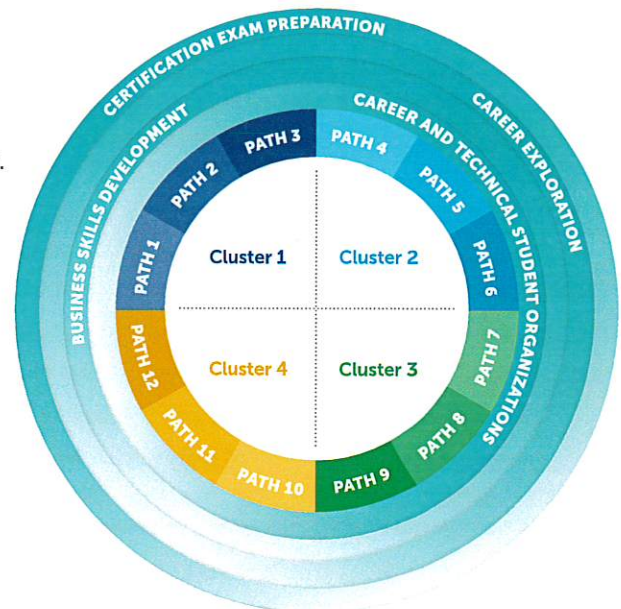 CERTIFICATION EXAM PREPARATION
CAREER EXPLORATION
BUSINESS SKILLS DEVELOPMENT
CAREER AND TECHNICAL STUDENT ORGANIZATIONS
PATH 1
PATH 2
PATH 3
PATH 4
PATH 5
PATH 6
PATH 7
PATH 8
PATH 9
PATH 10
PATH 11
PATH 12
Cluster 1
Cluster 2
Cluster 4
Cluster 3